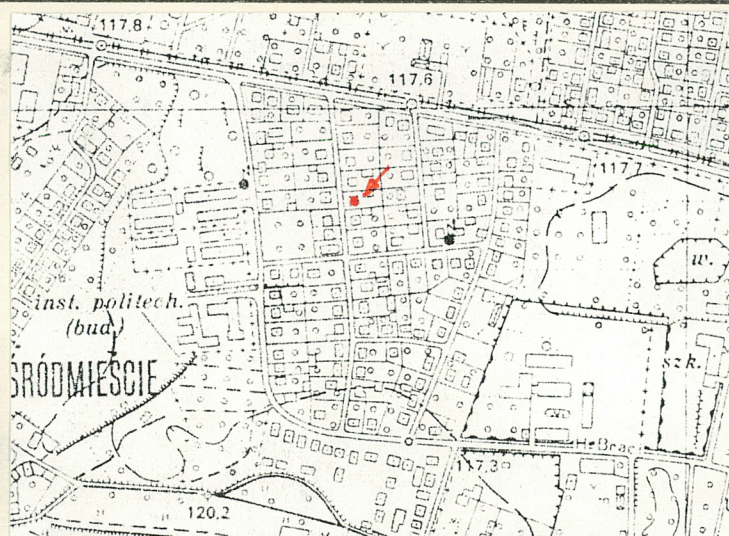 117.8
117.6
117.7
w.
inst. politech.
(bud.)
szk.
ŚRÓDMIEŚCIE
117.3
120.2